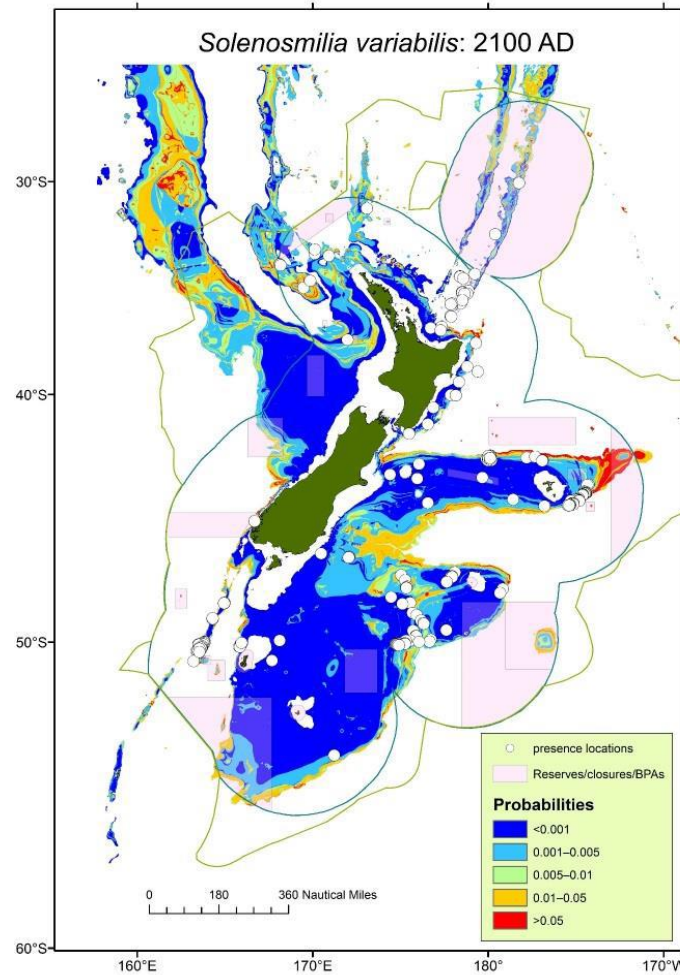 Solenosmilia variabilis: 2100 AD
30°S
40°S
50°S
60°S
presence locations
Reserves/closures/BPAs
Probabilities
<0.001
0.001–0.005
0.005–0.01
0.01–0.05
>0.05
0 180 360 Nautical Miles
160°E 170°E 180° 170°W